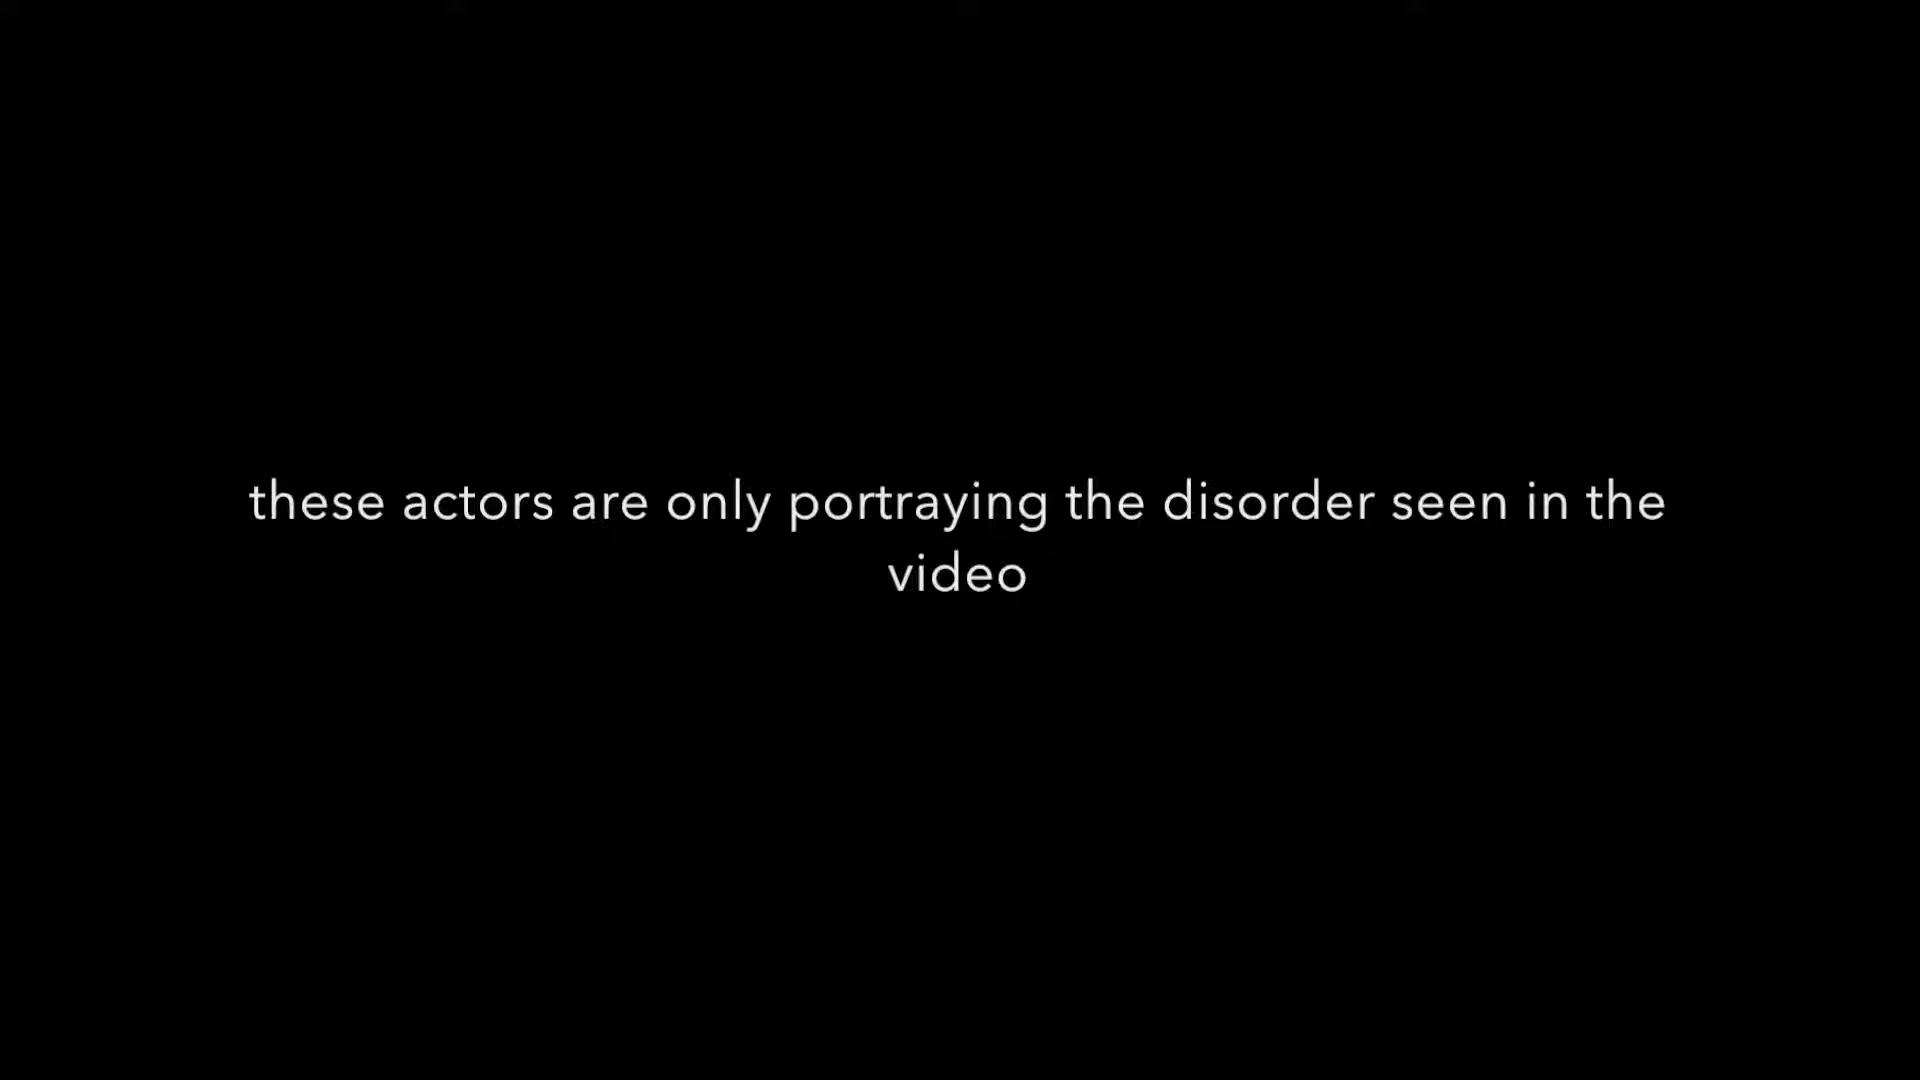 these actors are only portraying the disorder seen in the
video